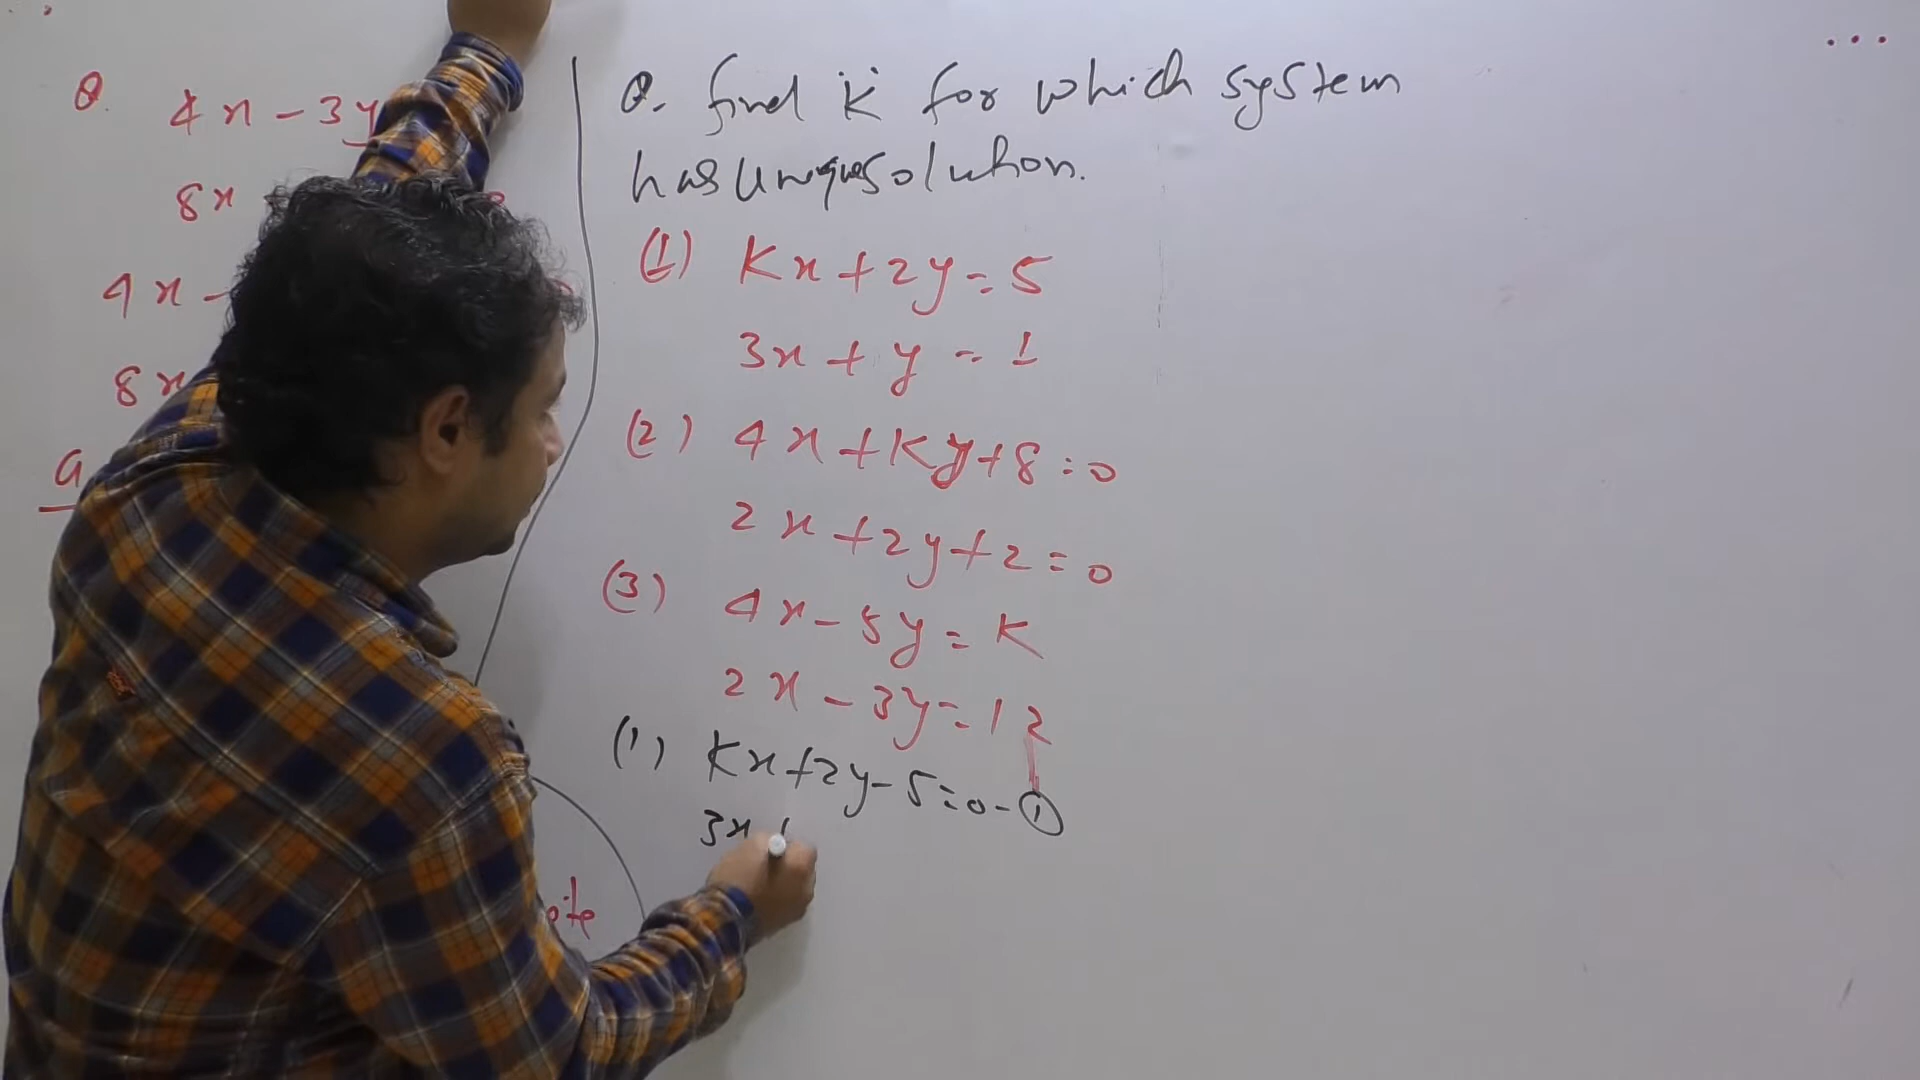 Q. 4x - 3y
8x
4x -
8x
G
ote
Q. find K for which system
has unique solution.
(1) Kx + 2y = 5
3x + y = 1
(2) 4x + Ky + 8 = 0
2x + 2y + 2 = 0
(3) 4x - 5y = K
2x - 3y = 12
(1) Kx + 2y - 5 = 0 - ①
3x +